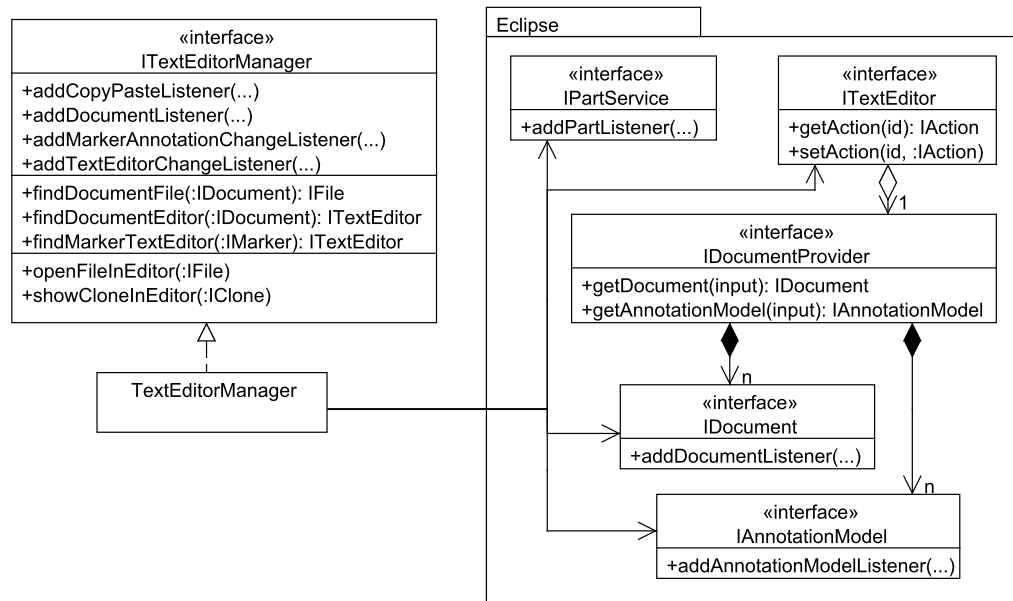 «interface»
ITextEditorManager
+addCopyPasteListener(...)
+addDocumentListener(...)
+addMarkerAnnotationChangeListener(...)
+addTextEditorChangeListener(...)
+findDocumentFile(:IDocument): IFile
+findDocumentEditor(:IDocument): ITextEditor
+findMarkerTextEditor(:IMarker): ITextEditor
+openFileInEditor(:IFile)
+showCloneInEditor(:IClone)
TextEditorManager
Eclipse
«interface»
IPartService
+addPartListener(...)
«interface»
ITextEditor
+getAction(id): IAction
+setAction(id, :IAction)
1
«interface»
IDocumentProvider
+getDocument(input): IDocument
+getAnnotationModel(input): IAnnotationModel
n
«interface»
IDocument
+addDocumentListener(...)
n
«interface»
IAnnotationModel
+addAnnotationModelListener(...)